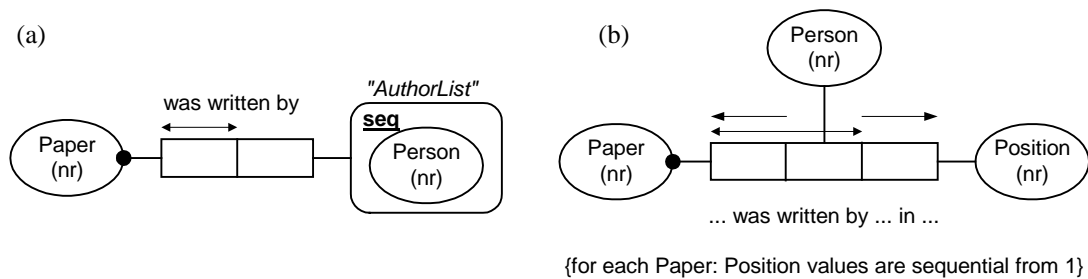 (a)
"AuthorList"
was written by
seq
Paper
(nr)
Person
(nr)
(b)
Person
(nr)
Paper
(nr)
Position
(nr)
... was written by ... in ...
{for each Paper: Position values are sequential from 1}